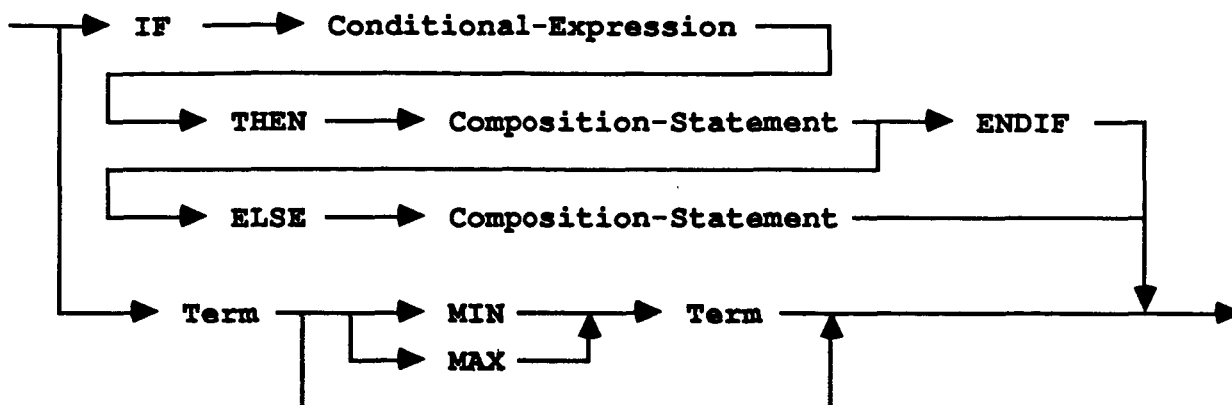 IF Conditional-Expression
THEN Composition-Statement ENDIF
ELSE Composition-Statement
Term MIN Term
MAX